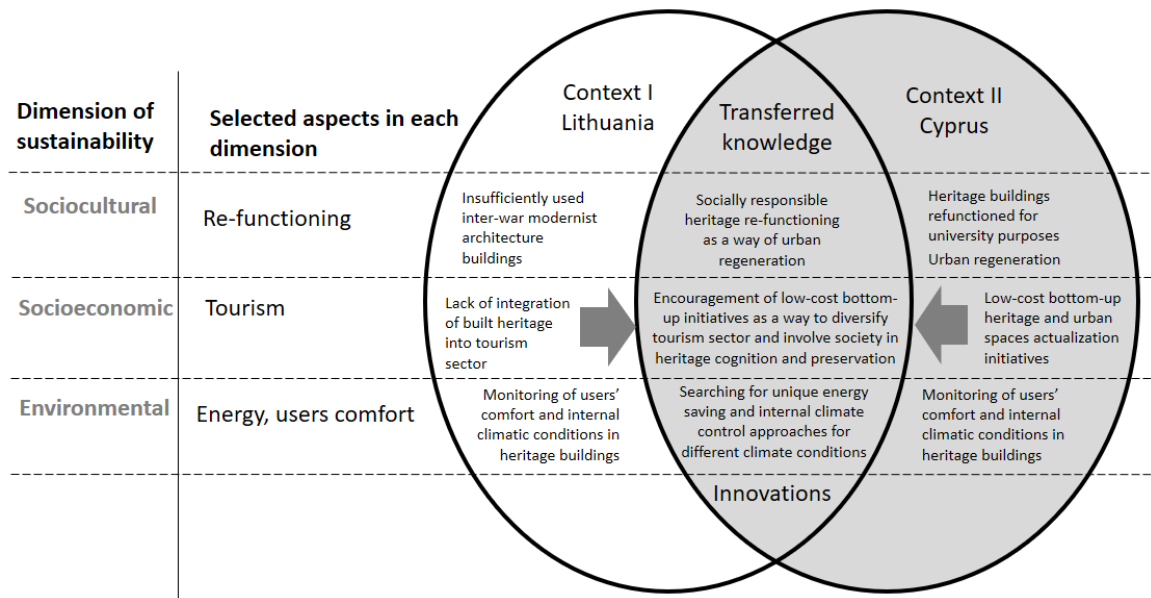 Dimension of
sustainability
Selected aspects in each
dimension
Context I
Lithuania
Transferred
knowledge
Context II
Cyprus
Sociocultural
Re-functioning
Insufficiently used
inter-war modernist
architecture
buildings
Socially responsible
heritage re-functioning
as a way of urban
regeneration
Heritage buildings
refunctioned for
university purposes
Urban regeneration
Socioeconomic
Tourism
Lack of integration
of built heritage
into tourism
sector
Encouragement of low-cost bottom-
up initiatives as a way to diversify
tourism sector and involve society in
heritage cognition and preservation
Low-cost bottom-up
heritage and urban
spaces actualization
initiatives
Environmental
Energy, users comfort
Monitoring of users'
comfort and internal
climatic conditions in
heritage buildings
Searching for unique energy
saving and internal climate
control approaches for
different climate conditions
Monitoring of users'
comfort and internal
climatic conditions in
heritage buildings
Innovations